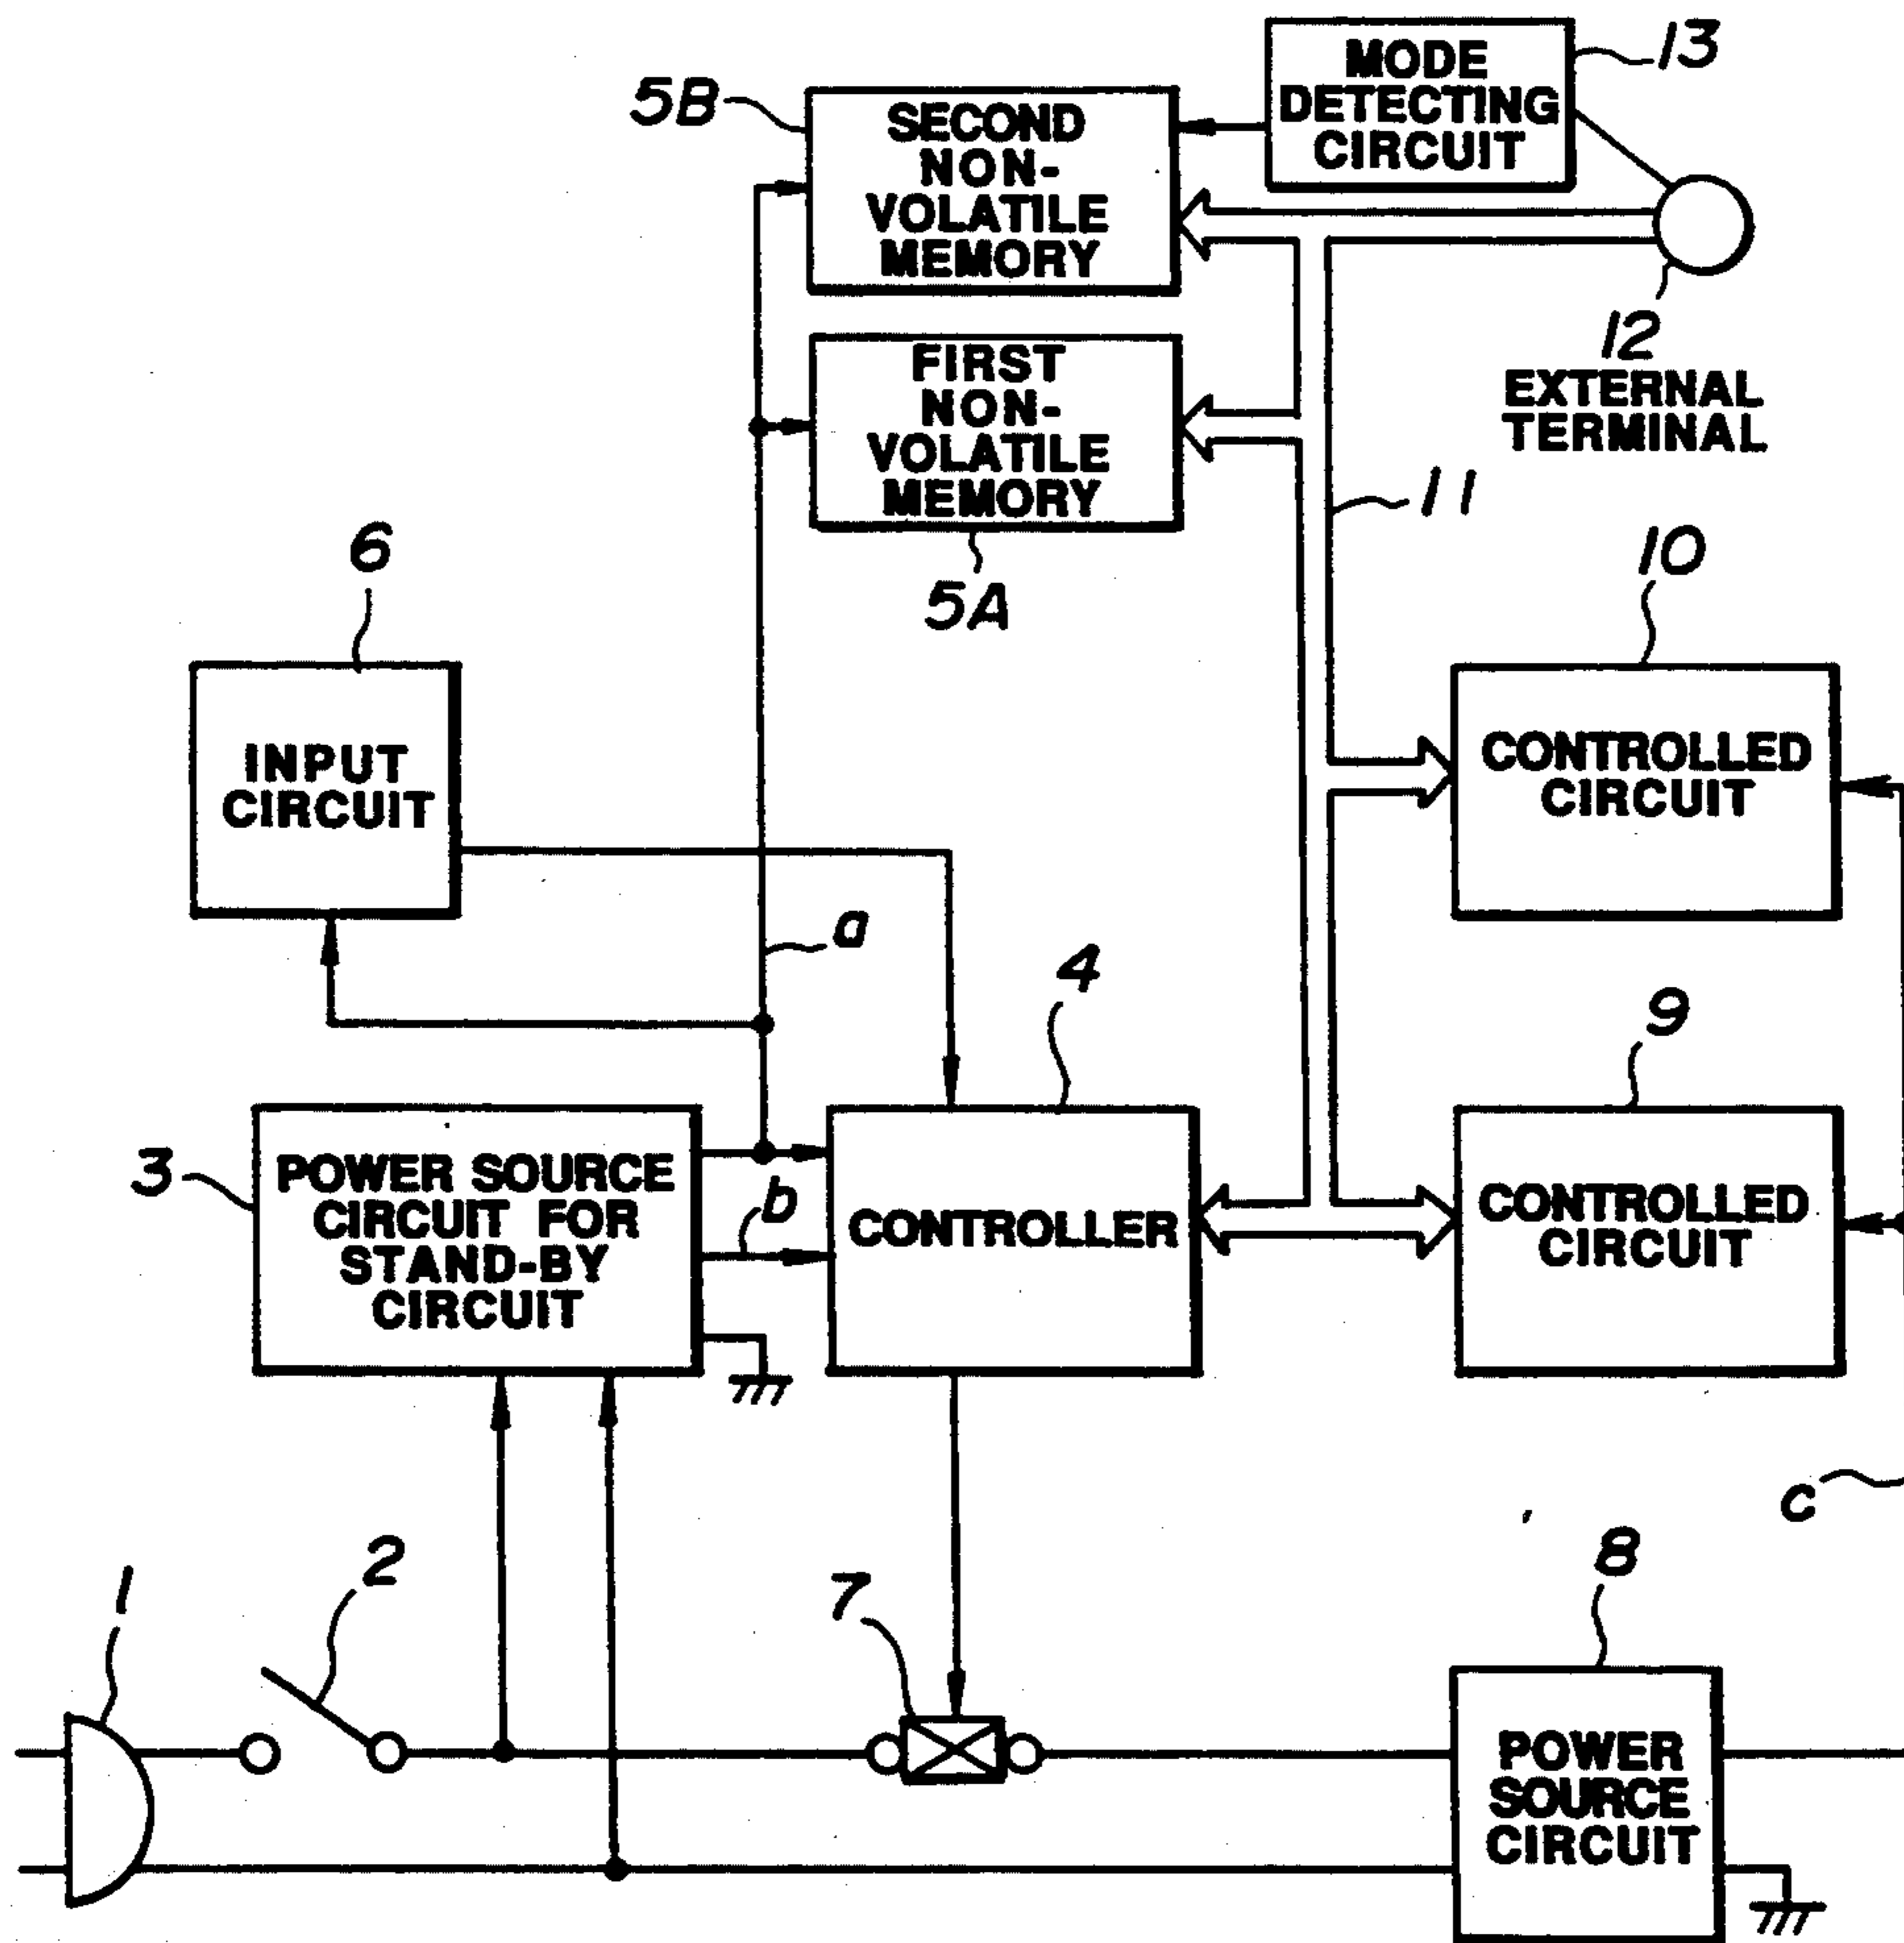 13
MODE
DETECTING
CIRCUIT
5B
SECOND
NON-
VOLATILE
MEMORY
12
EXTERNAL
TERMINAL
FIRST
NON-
VOLATILE
MEMORY
5A
11
6
INPUT
CIRCUIT
10
CONTROLLED
CIRCUIT
a
4
9
3
POWER SOURCE
CIRCUIT FOR
STAND-BY
CIRCUIT
b
CONTROLLER
CONTROLLED
CIRCUIT
c
1
2
7
8
POWER
SOURCE
CIRCUIT